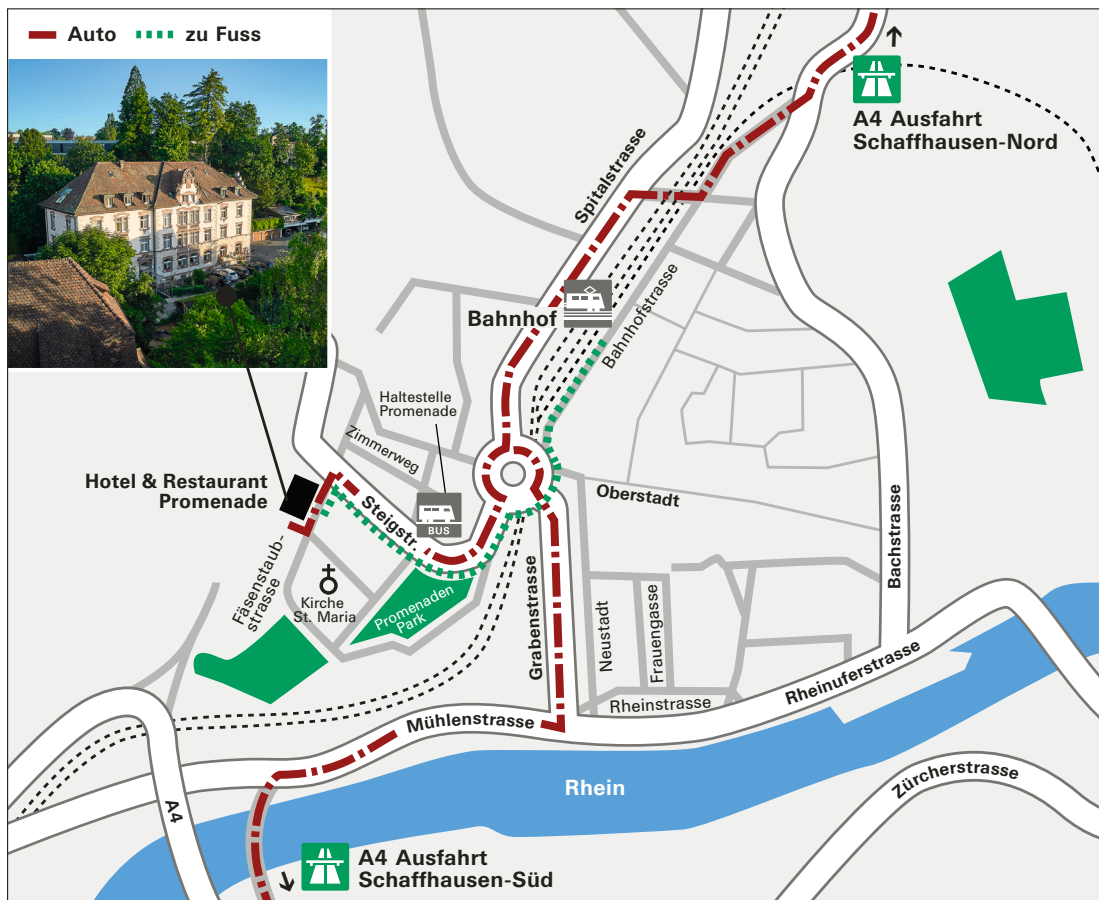 Auto
zu Fuss
A4 Ausfahrt
Schaffhausen-Nord
Spitalstrasse
Bahnhof
Bahnhofstrasse
Haltestelle
Promenade
Zimmerweg
Hotel & Restaurant
Promenade
Steigstr.
BUS
Oberstadt
Bachstrasse
Fäsenstaub-
strasse
Kirche
St. Maria
Promenaden
Park
Grabenstrasse
Neustadt
Frauengasse
Rheinstrasse
Rheinuferstrasse
Mühlenstrasse
A4
Rhein
Zürcherstrasse
A4 Ausfahrt
Schaffhausen-Süd